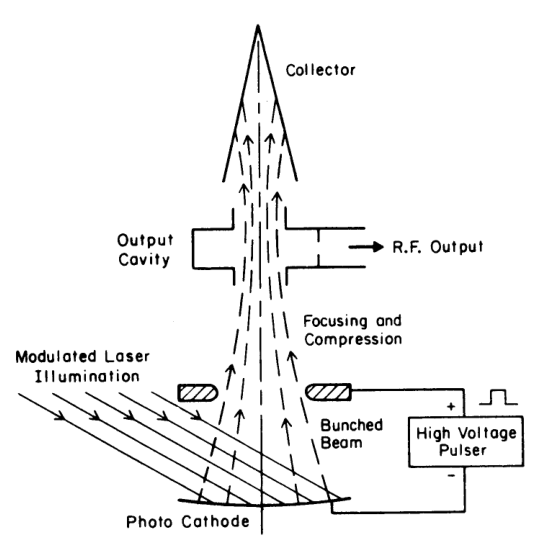 Collector
Output
Cavity
R.F. Output
Focusing and
Compression
Modulated Laser
Illumination
+
Bunched
Beam
High Voltage
Pulser
-
Photo Cathode